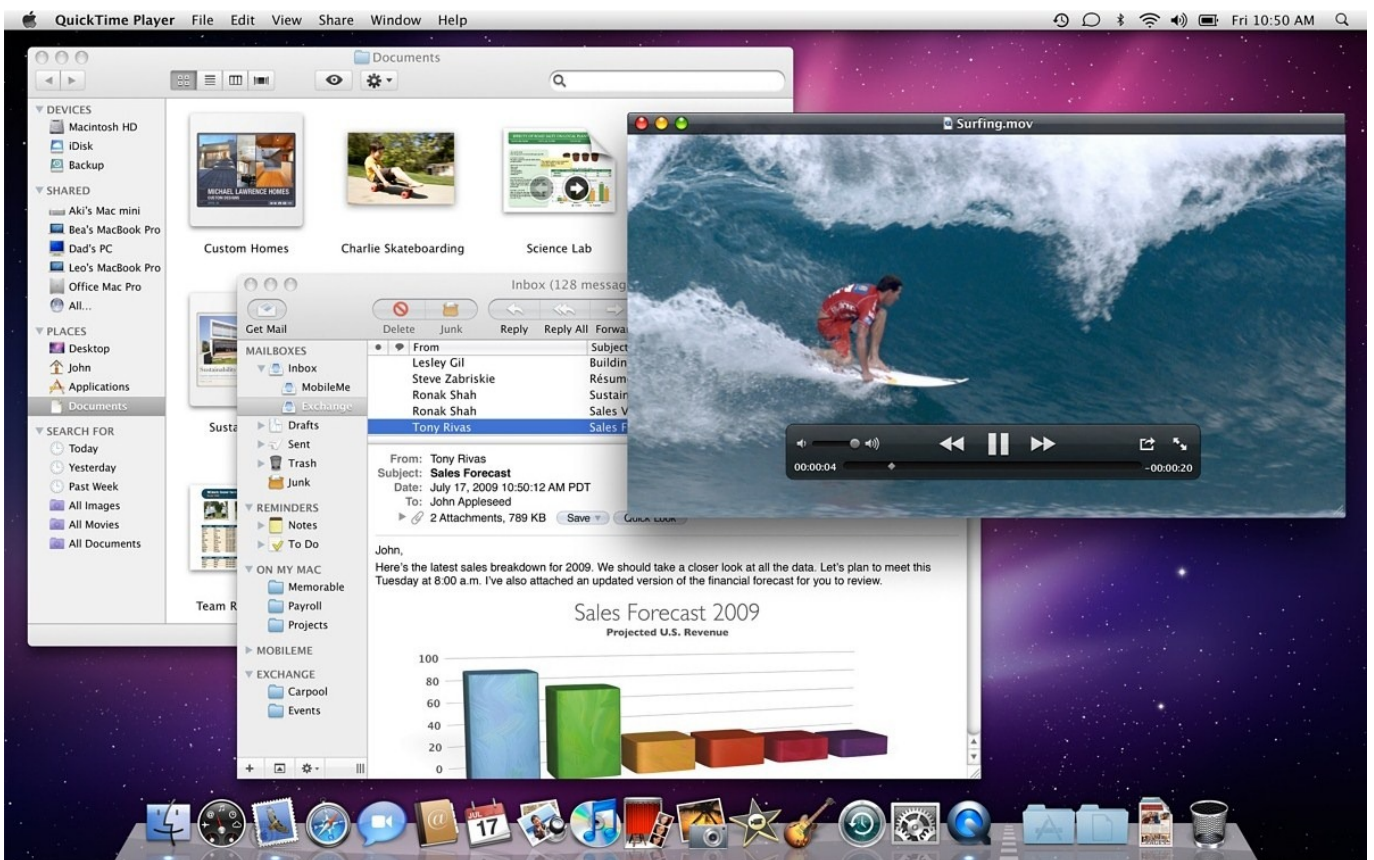 QuickTime Player File Edit View Share Window Help Fri 10:50 AM
Documents
DEVICES
Macintosh HD
iDisk
Backup
SHARED
Aki's Mac mini
Bea's MacBook Pro
Dad's PC
Leo's MacBook Pro
Office Mac Pro
All...
PLACES
Desktop
John
Applications
Documents
SEARCH FOR
Today
Yesterday
Past Week
All Images
All Movies
All Documents
MICHAEL LAWRENCE HOMES
CUSTOM DESIGNS
Custom Homes
Charlie Skateboarding
Science Lab
Susta
Team R
Surfing.mov
00:00:04
-00:00:20
Inbox (128 messag
Get Mail
Delete Junk Reply Reply All Forwa
MAILBOXES
Inbox
MobileMe
Exchange
Drafts
Sent
Trash
Junk
REMINDERS
Notes
To Do
ON MY MAC
Memorable
Payroll
Projects
MOBILEME
EXCHANGE
Carpool
Events
From Subject
Lesley Gil Buildin
Steve Zabriskie Résum
Ronak Shah Sustain
Ronak Shah Sales V
Tony Rivas Sales F
From: Tony Rivas
Subject: Sales Forecast
Date: July 17, 2009 10:50:12 AM PDT
To: John Appleseed
2 Attachments, 789 KB Save Quick Look
John,
Here's the latest sales breakdown for 2009. We should take a closer look at all the data. Let's plan to meet this
Tuesday at 8:00 a.m. I've also attached an updated version of the financial forecast for you to review.
Sales Forecast 2009
Projected U.S. Revenue
100
80
60
40
20
0
JUL
17